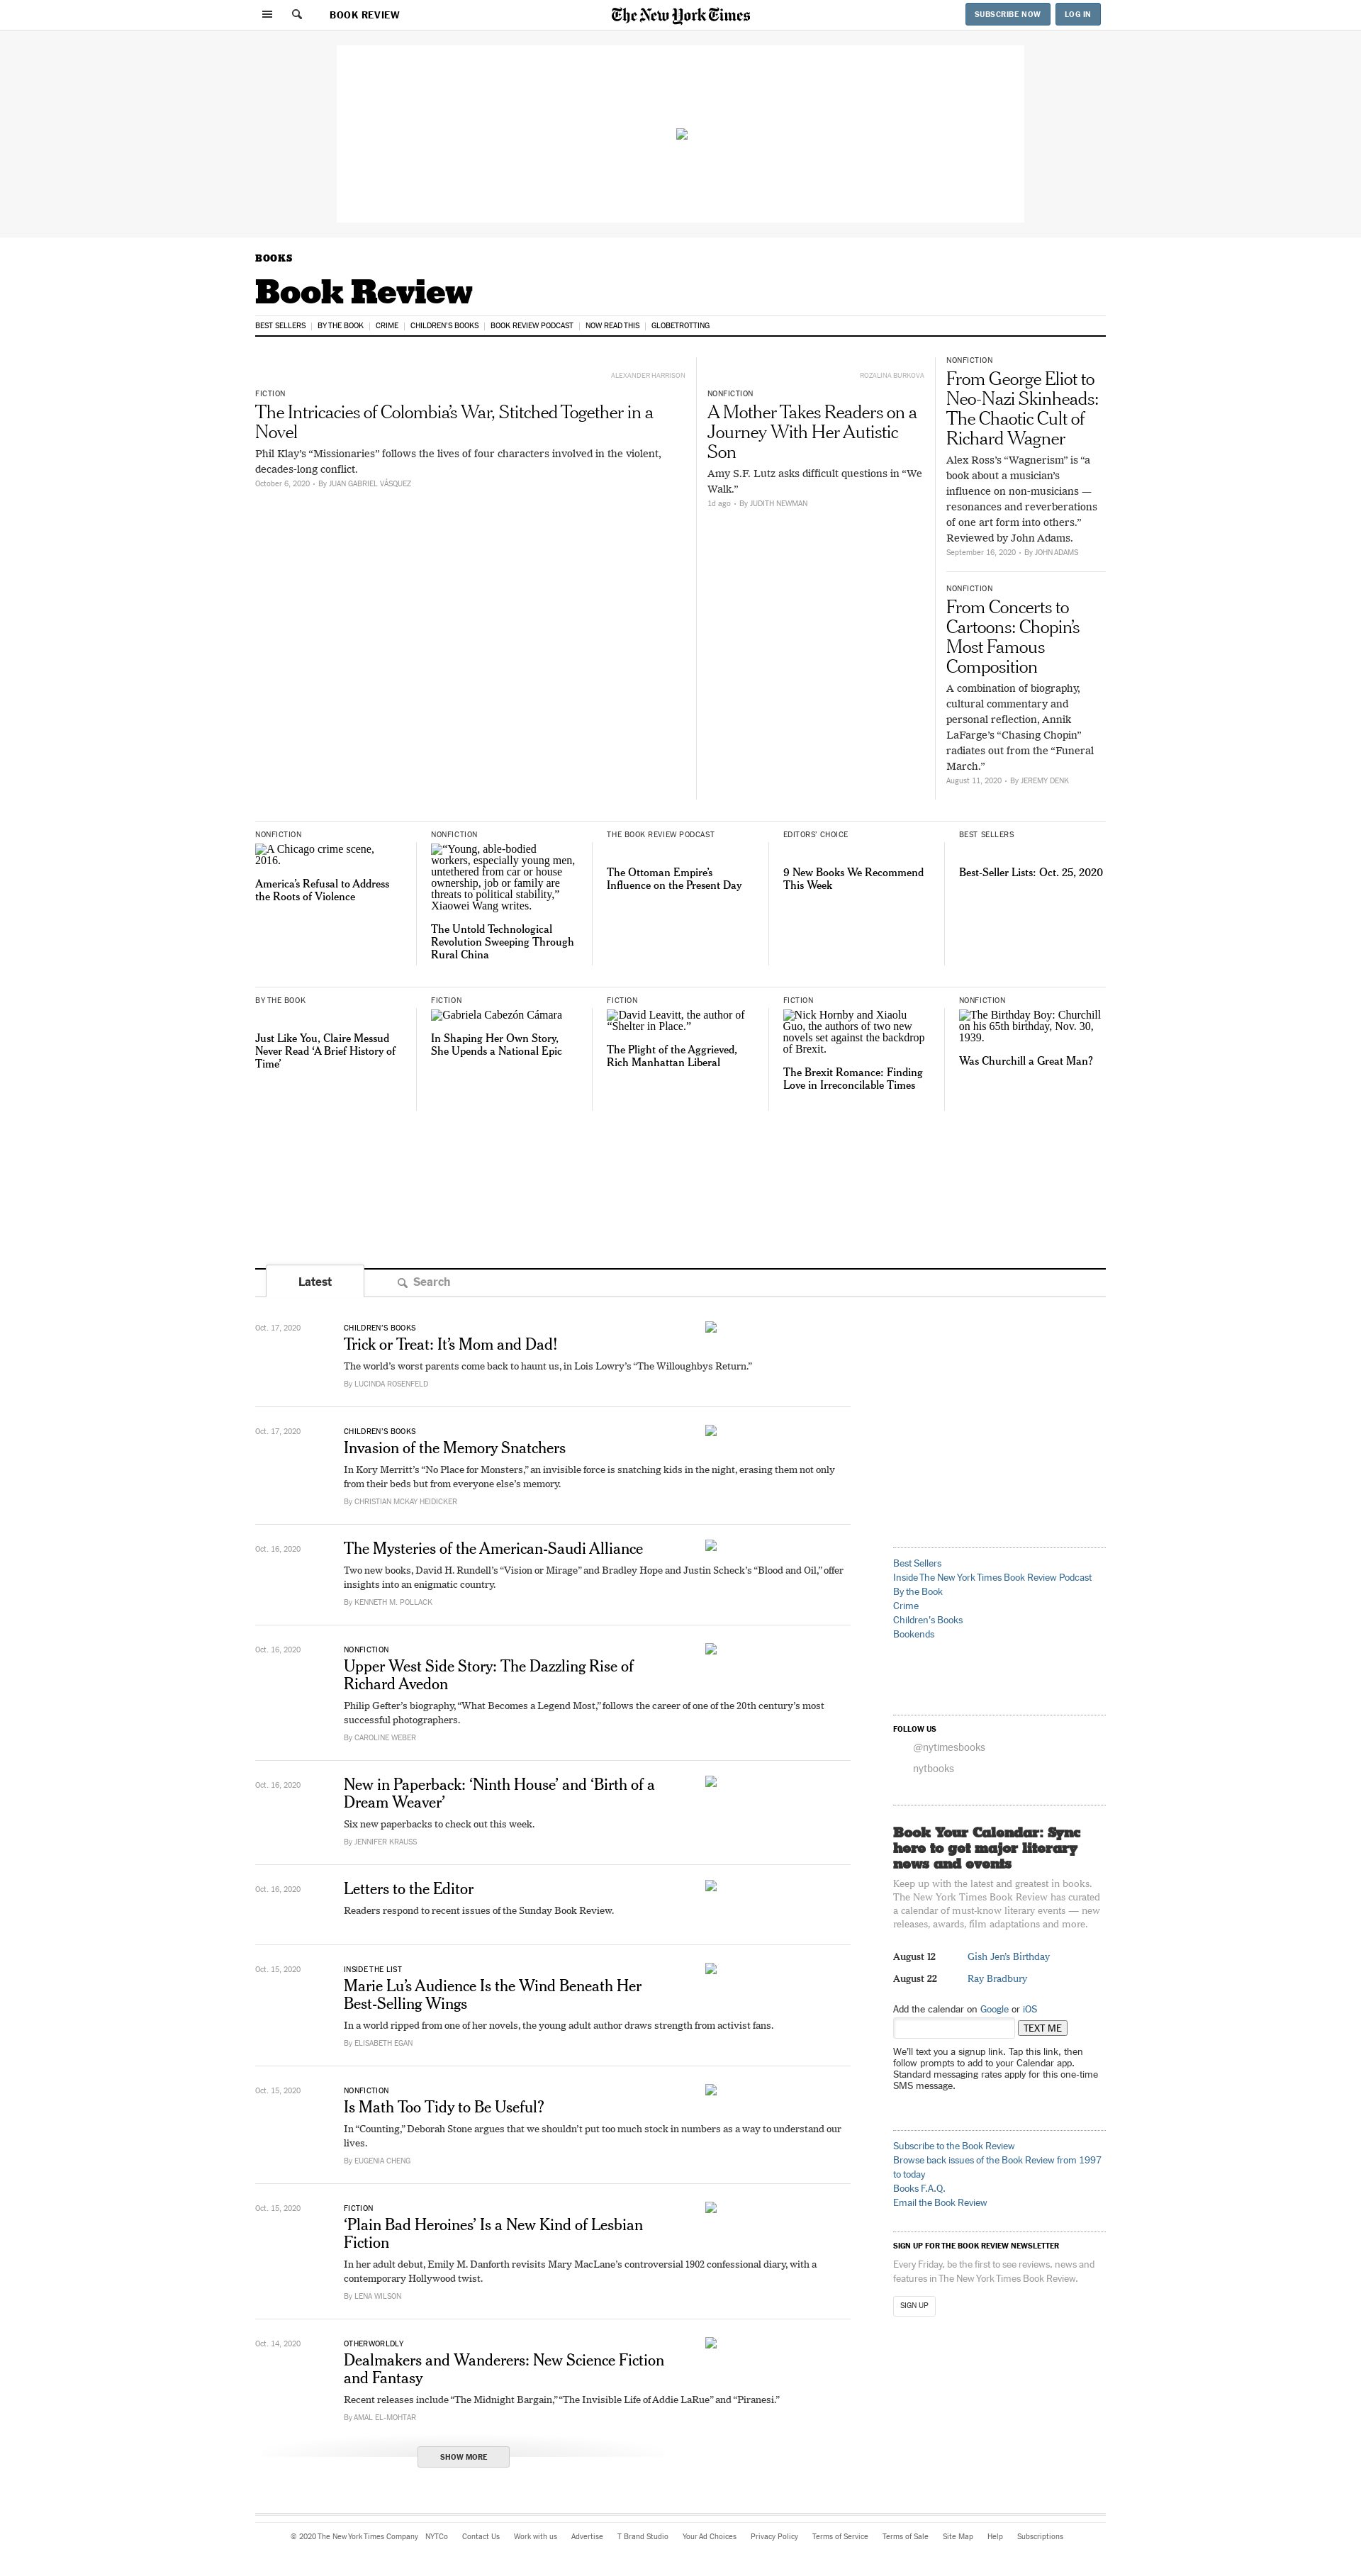 BOOK REVIEW
The New York Times
SUBSCRIBE NOW
LOG IN
BOOKS
Book Review
BEST SELLERS
BY THE BOOK
CRIME
CHILDREN'S BOOKS
BOOK REVIEW PODCAST
NOW READ THIS
GLOBETROTTING
ALEXANDER HARRISON
FICTION
The Intricacies of Colombia’s War, Stitched Together in a
Novel
Phil Klay’s “Missionaries” follows the lives of four characters involved in the violent,
decades-long conflict.
October 6, 2020 • By JUAN GABRIEL VÁSQUEZ
ROZALINA BURKOVA
NONFICTION
A Mother Takes Readers on a
Journey With Her Autistic
Son
Amy S.F. Lutz asks difficult questions in “We
Walk.”
1d ago • By JUDITH NEWMAN
NONFICTION
From George Eliot to
Neo-Nazi Skinheads:
The Chaotic Cult of
Richard Wagner
Alex Ross’s “Wagnerism” is “a
book about a musician’s
influence on non-musicians —
resonances and reverberations
of one art form into others.”
Reviewed by John Adams.
September 16, 2020 • By JOHN ADAMS
NONFICTION
From Concerts to
Cartoons: Chopin’s
Most Famous
Composition
A combination of biography,
cultural commentary and
personal reflection, Annik
LaFarge’s “Chasing Chopin”
radiates out from the “Funeral
March.”
August 11, 2020 • By JEREMY DENK
NONFICTION
A Chicago crime scene,
2016.
America’s Refusal to Address
the Roots of Violence
NONFICTION
“Young, able-bodied
workers, especially young men,
untethered from car or house
ownership, job or family are
threats to political stability,”
Xiaowei Wang writes.
The Untold Technological
Revolution Sweeping Through
Rural China
THE BOOK REVIEW PODCAST
The Ottoman Empire’s
Influence on the Present Day
EDITORS’ CHOICE
9 New Books We Recommend
This Week
BEST SELLERS
Best-Seller Lists: Oct. 25, 2020
BY THE BOOK
Just Like You, Claire Messud
Never Read ‘A Brief History of
Time’
FICTION
Gabriela Cabezón Cámara
In Shaping Her Own Story,
She Upends a National Epic
FICTION
David Leavitt, the author of
“Shelter in Place.”
The Plight of the Aggrieved,
Rich Manhattan Liberal
FICTION
Nick Hornby and Xiaolu
Guo, the authors of two new
novels set against the backdrop
of Brexit.
The Brexit Romance: Finding
Love in Irreconcilable Times
NONFICTION
The Birthday Boy: Churchill
on his 65th birthday, Nov. 30,
1939.
Was Churchill a Great Man?
Latest
Search
Oct. 17, 2020
CHILDREN'S BOOKS
Trick or Treat: It’s Mom and Dad!
The world’s worst parents come back to haunt us, in Lois Lowry’s “The Willoughbys Return.”
By LUCINDA ROSENFELD
Oct. 17, 2020
CHILDREN'S BOOKS
Invasion of the Memory Snatchers
In Kory Merritt’s “No Place for Monsters,” an invisible force is snatching kids in the night, erasing them not only
from their beds but from everyone else’s memory.
By CHRISTIAN MCKAY HEIDICKER
Oct. 16, 2020
The Mysteries of the American-Saudi Alliance
Two new books, David H. Rundell’s “Vision or Mirage” and Bradley Hope and Justin Scheck’s “Blood and Oil,” offer
insights into an enigmatic country.
By KENNETH M. POLLACK
Oct. 16, 2020
NONFICTION
Upper West Side Story: The Dazzling Rise of
Richard Avedon
Philip Gefter’s biography, “What Becomes a Legend Most,” follows the career of one of the 20th century’s most
successful photographers.
By CAROLINE WEBER
Oct. 16, 2020
New in Paperback: ‘Ninth House’ and ‘Birth of a
Dream Weaver’
Six new paperbacks to check out this week.
By JENNIFER KRAUSS
Oct. 16, 2020
Letters to the Editor
Readers respond to recent issues of the Sunday Book Review.
Oct. 15, 2020
INSIDE THE LIST
Marie Lu’s Audience Is the Wind Beneath Her
Best-Selling Wings
In a world ripped from one of her novels, the young adult author draws strength from activist fans.
By ELISABETH EGAN
Oct. 15, 2020
NONFICTION
Is Math Too Tidy to Be Useful?
In “Counting,” Deborah Stone argues that we shouldn’t put too much stock in numbers as a way to understand our
lives.
By EUGENIA CHENG
Oct. 15, 2020
FICTION
‘Plain Bad Heroines’ Is a New Kind of Lesbian
Fiction
In her adult debut, Emily M. Danforth revisits Mary MacLane’s controversial 1902 confessional diary, with a
contemporary Hollywood twist.
By LENA WILSON
Oct. 14, 2020
OTHERWORLDLY
Dealmakers and Wanderers: New Science Fiction
and Fantasy
Recent releases include “The Midnight Bargain,” “The Invisible Life of Addie LaRue” and “Piranesi.”
By AMAL EL-MOHTAR
SHOW MORE
Best Sellers
Inside The New York Times Book Review Podcast
By the Book
Crime
Children's Books
Bookends
FOLLOW US
@nytimesbooks
nytbooks
Book Your Calendar: Sync
here to get major literary
news and events
Keep up with the latest and greatest in books.
The New York Times Book Review has curated
a calendar of must-know literary events — new
releases, awards, film adaptations and more.
August 12 Gish Jen's Birthday
August 22 Ray Bradbury
Add the calendar on Google or iOS
TEXT ME
We’ll text you a signup link. Tap this link, then
follow prompts to add to your Calendar app.
Standard messaging rates apply for this one-time
SMS message.
Subscribe to the Book Review
Browse back issues of the Book Review from 1997
to today
Books F.A.Q.
Email the Book Review
SIGN UP FOR THE BOOK REVIEW NEWSLETTER
Every Friday, be the first to see reviews, news and
features in The New York Times Book Review.
SIGN UP
© 2020 The New York Times Company NYTCo Contact Us Work with us Advertise T Brand Studio Your Ad Choices Privacy Policy Terms of Service Terms of Sale Site Map Help Subscriptions